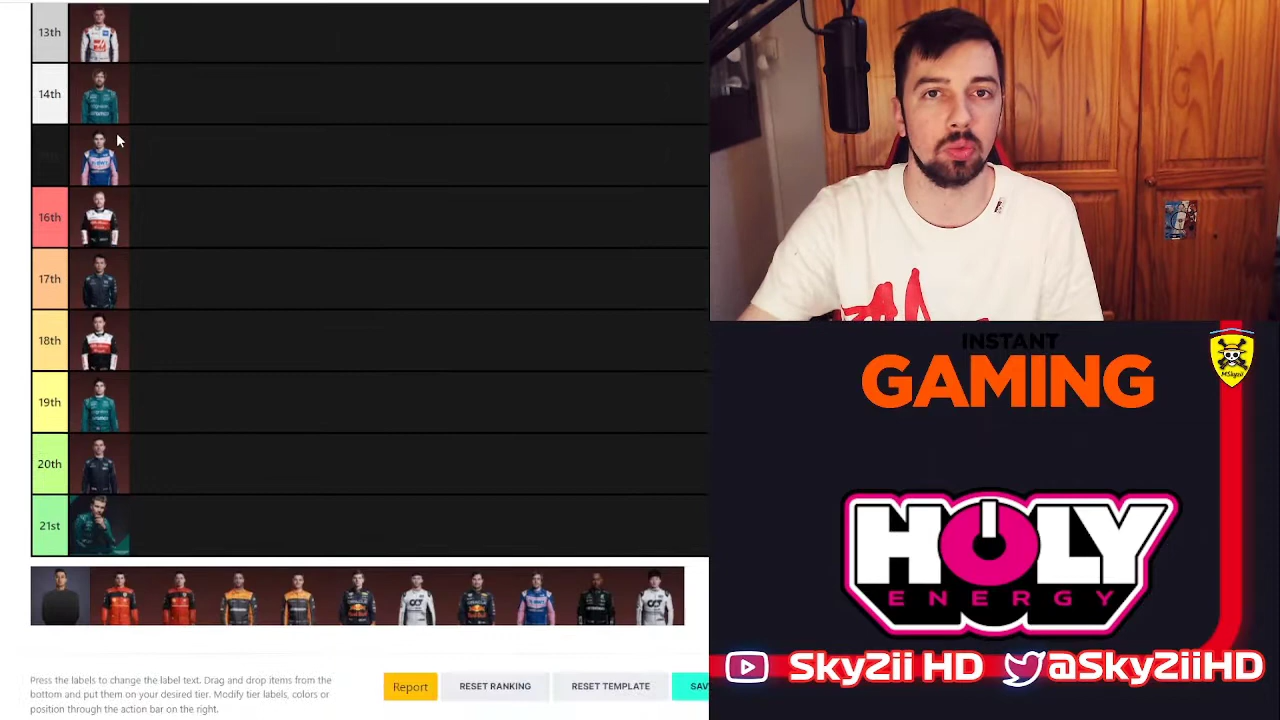 13th
14th
16th
17th
18th
19th
20th
21st
Press the labels to change the label text. Drag and drop items from the
bottom and put them on your desired tier. Modify tier labels, colors or
position through the action bar on the right.
Report
RESET RANKING
RESET TEMPLATE
SAV
INSTANT
GAMING
HOLY
ENERGY
Sky2ii HD
@Sky2iiHD